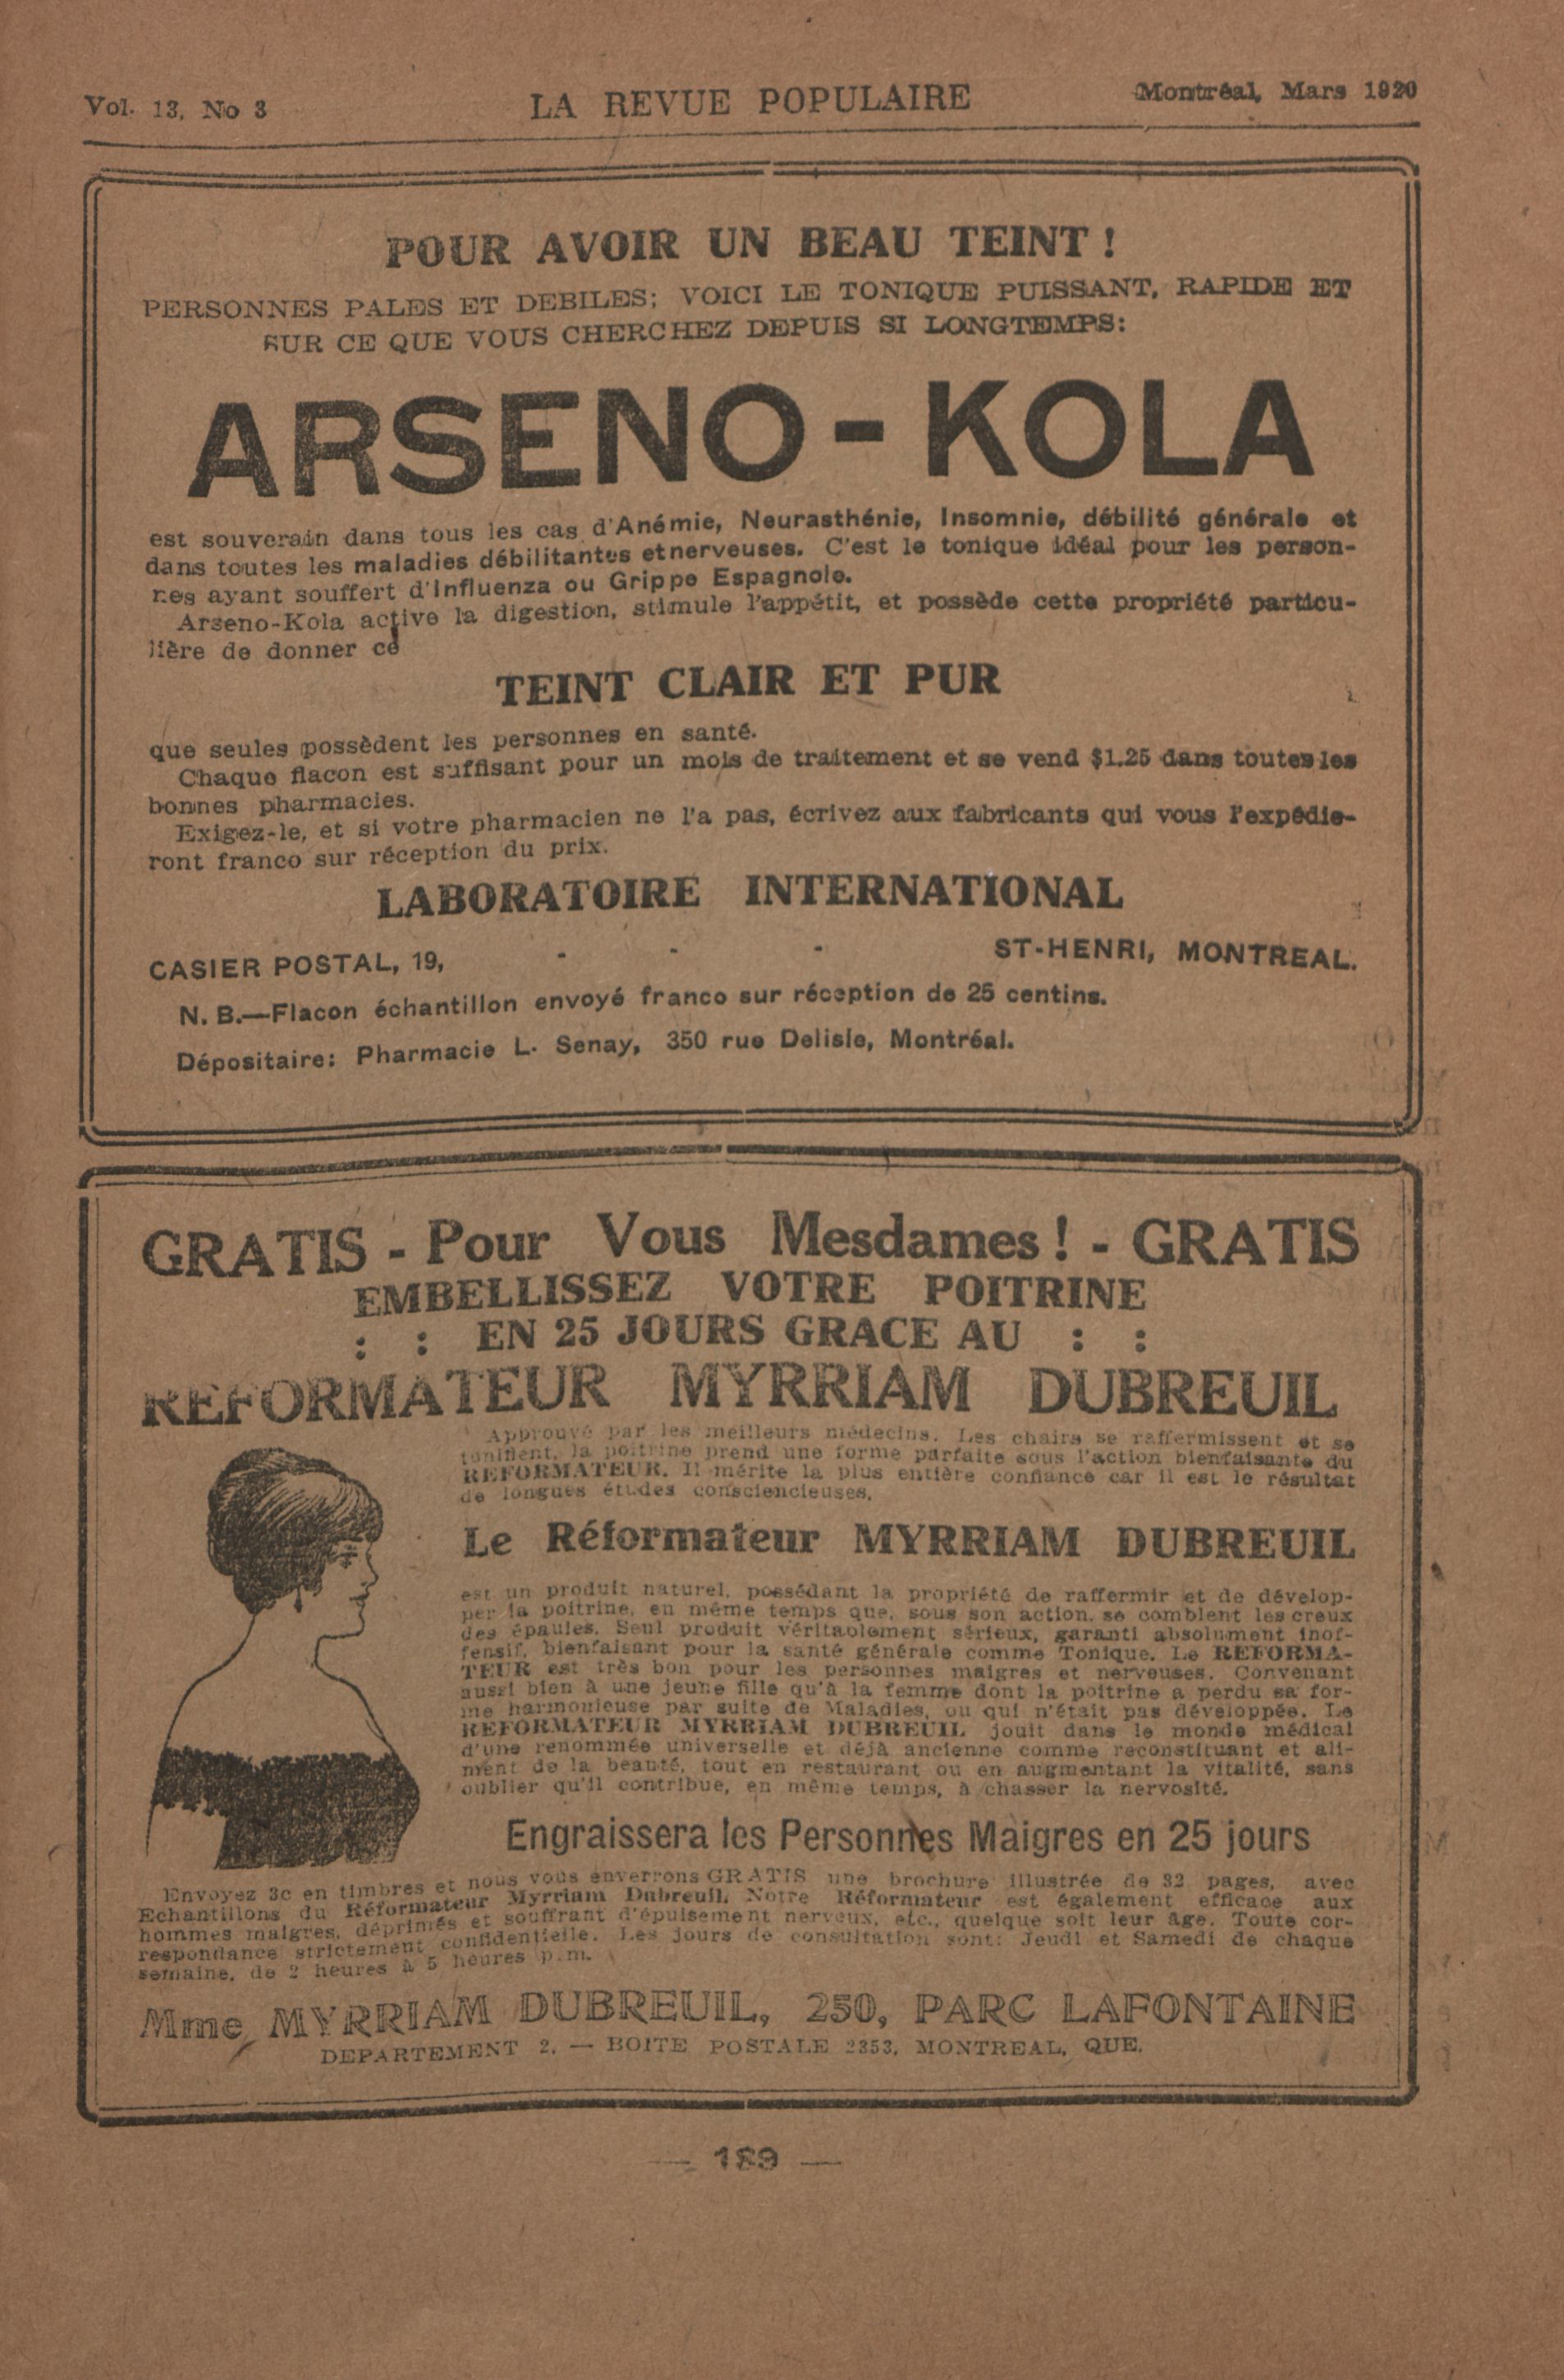 Vol. 13, No 3 LA REVUE POPULAIRE Montréal, Mars 1920
POUR AVOIR UN BEAU TEINT !
PERSONNES PALES ET DEBILES; VOICI LE TONIQUE PUISSANT, RAPIDE ET
SUR CE QUE VOUS CHERCHEZ DEPUIS SI LONGTEMPS:
ARSENO-KOLA
est souverain dans tous les cas d'Anémie, Neurasthénie, Insomnie, débilité générale et
dans toutes les maladies débilitantes et nerveuses. C'est le tonique idéal pour les person-
nes ayant souffert d'Influenza ou Grippe Espagnole.
Arseno-Kola active la digestion, stimule l'appétit, et possède cette propriété particu-
lière de donner ce
TEINT CLAIR ET PUR
que seules possèdent les personnes en santé.
Chaque flacon est suffisant pour un mois de traitement et se vend $1.25 dans toutes les
bonnes pharmacies.
Exigez-le, et si votre pharmacien ne l'a pas, écrivez aux fabricants qui vous l'expédie-
ront franco sur réception du prix.
LABORATOIRE INTERNATIONAL
CASIER POSTAL, 19, - - - ST-HENRI, MONTREAL.
N. B.—Flacon échantillon envoyé franco sur réception de 25 centins.
Dépositaire: Pharmacie L. Senay, 350 rue Delisle, Montréal.
GRATIS - Pour Vous Mesdames ! - GRATIS
EMBELLISSEZ VOTRE POITRINE
: : EN 25 JOURS GRACE AU : :
REFORMATEUR MYRRIAM DUBREUIL
Approuvé par les meilleurs médecins. Les chairs se raffermissent et se
tonifient, la poitrine prend une forme parfaite sous l'action bienfaisante du
REFORMATEUR. Il mérite la plus entière confiance car il est le résultat
de longues études consciencieuses.
Le Réformateur MYRRIAM DUBREUIL
est un produit naturel, possédant la propriété de raffermir et de dévelop-
per la poitrine, en même temps que, sous son action, se comblent les creux
des épaules. Seul produit véritablement sérieux, garanti absolument inof-
fensif, bienfaisant pour la santé générale comme Tonique. Le REFORMA-
TEUR est très bon pour les personnes maigres et nerveuses. Convenant
aussi bien à une jeune fille qu'à la femme dont la poitrine a perdu sa for-
me harmonieuse par suite de Maladies, ou qui n'était pas développée. Le
REFORMATEUR MYRRIAM DUBREUIL jouit dans le monde médical
d'une renommée universelle et déjà ancienne comme reconstituant et ali-
ment de la beauté, tout en restaurant ou en augmentant la vitalité, sans
oublier qu'il contribue, en même temps, à chasser la nervosité.
Engraissera les Personnes Maigres en 25 jours
Envoyez 3c en timbres et nous vous enverrons GRATIS une brochure illustrée de 32 pages, avec
Echantillons du Réformateur Myrriam Dubreuil. Notre Réformateur est également efficace aux
hommes maigres, déprimés et souffrant d'épuisement nerveux, etc., quelque soit leur âge. Toute cor-
respondance strictement confidentielle. Les jours de consultation sont: Jeudi et Samedi de chaque
semaine, de 2 heures à 5 heures p.m.
Mme MYRRIAM DUBREUIL, 250, PARC LAFONTAINE
DEPARTEMENT 2. — BOITE POSTALE 2353, MONTREAL, QUE.
— 189 —